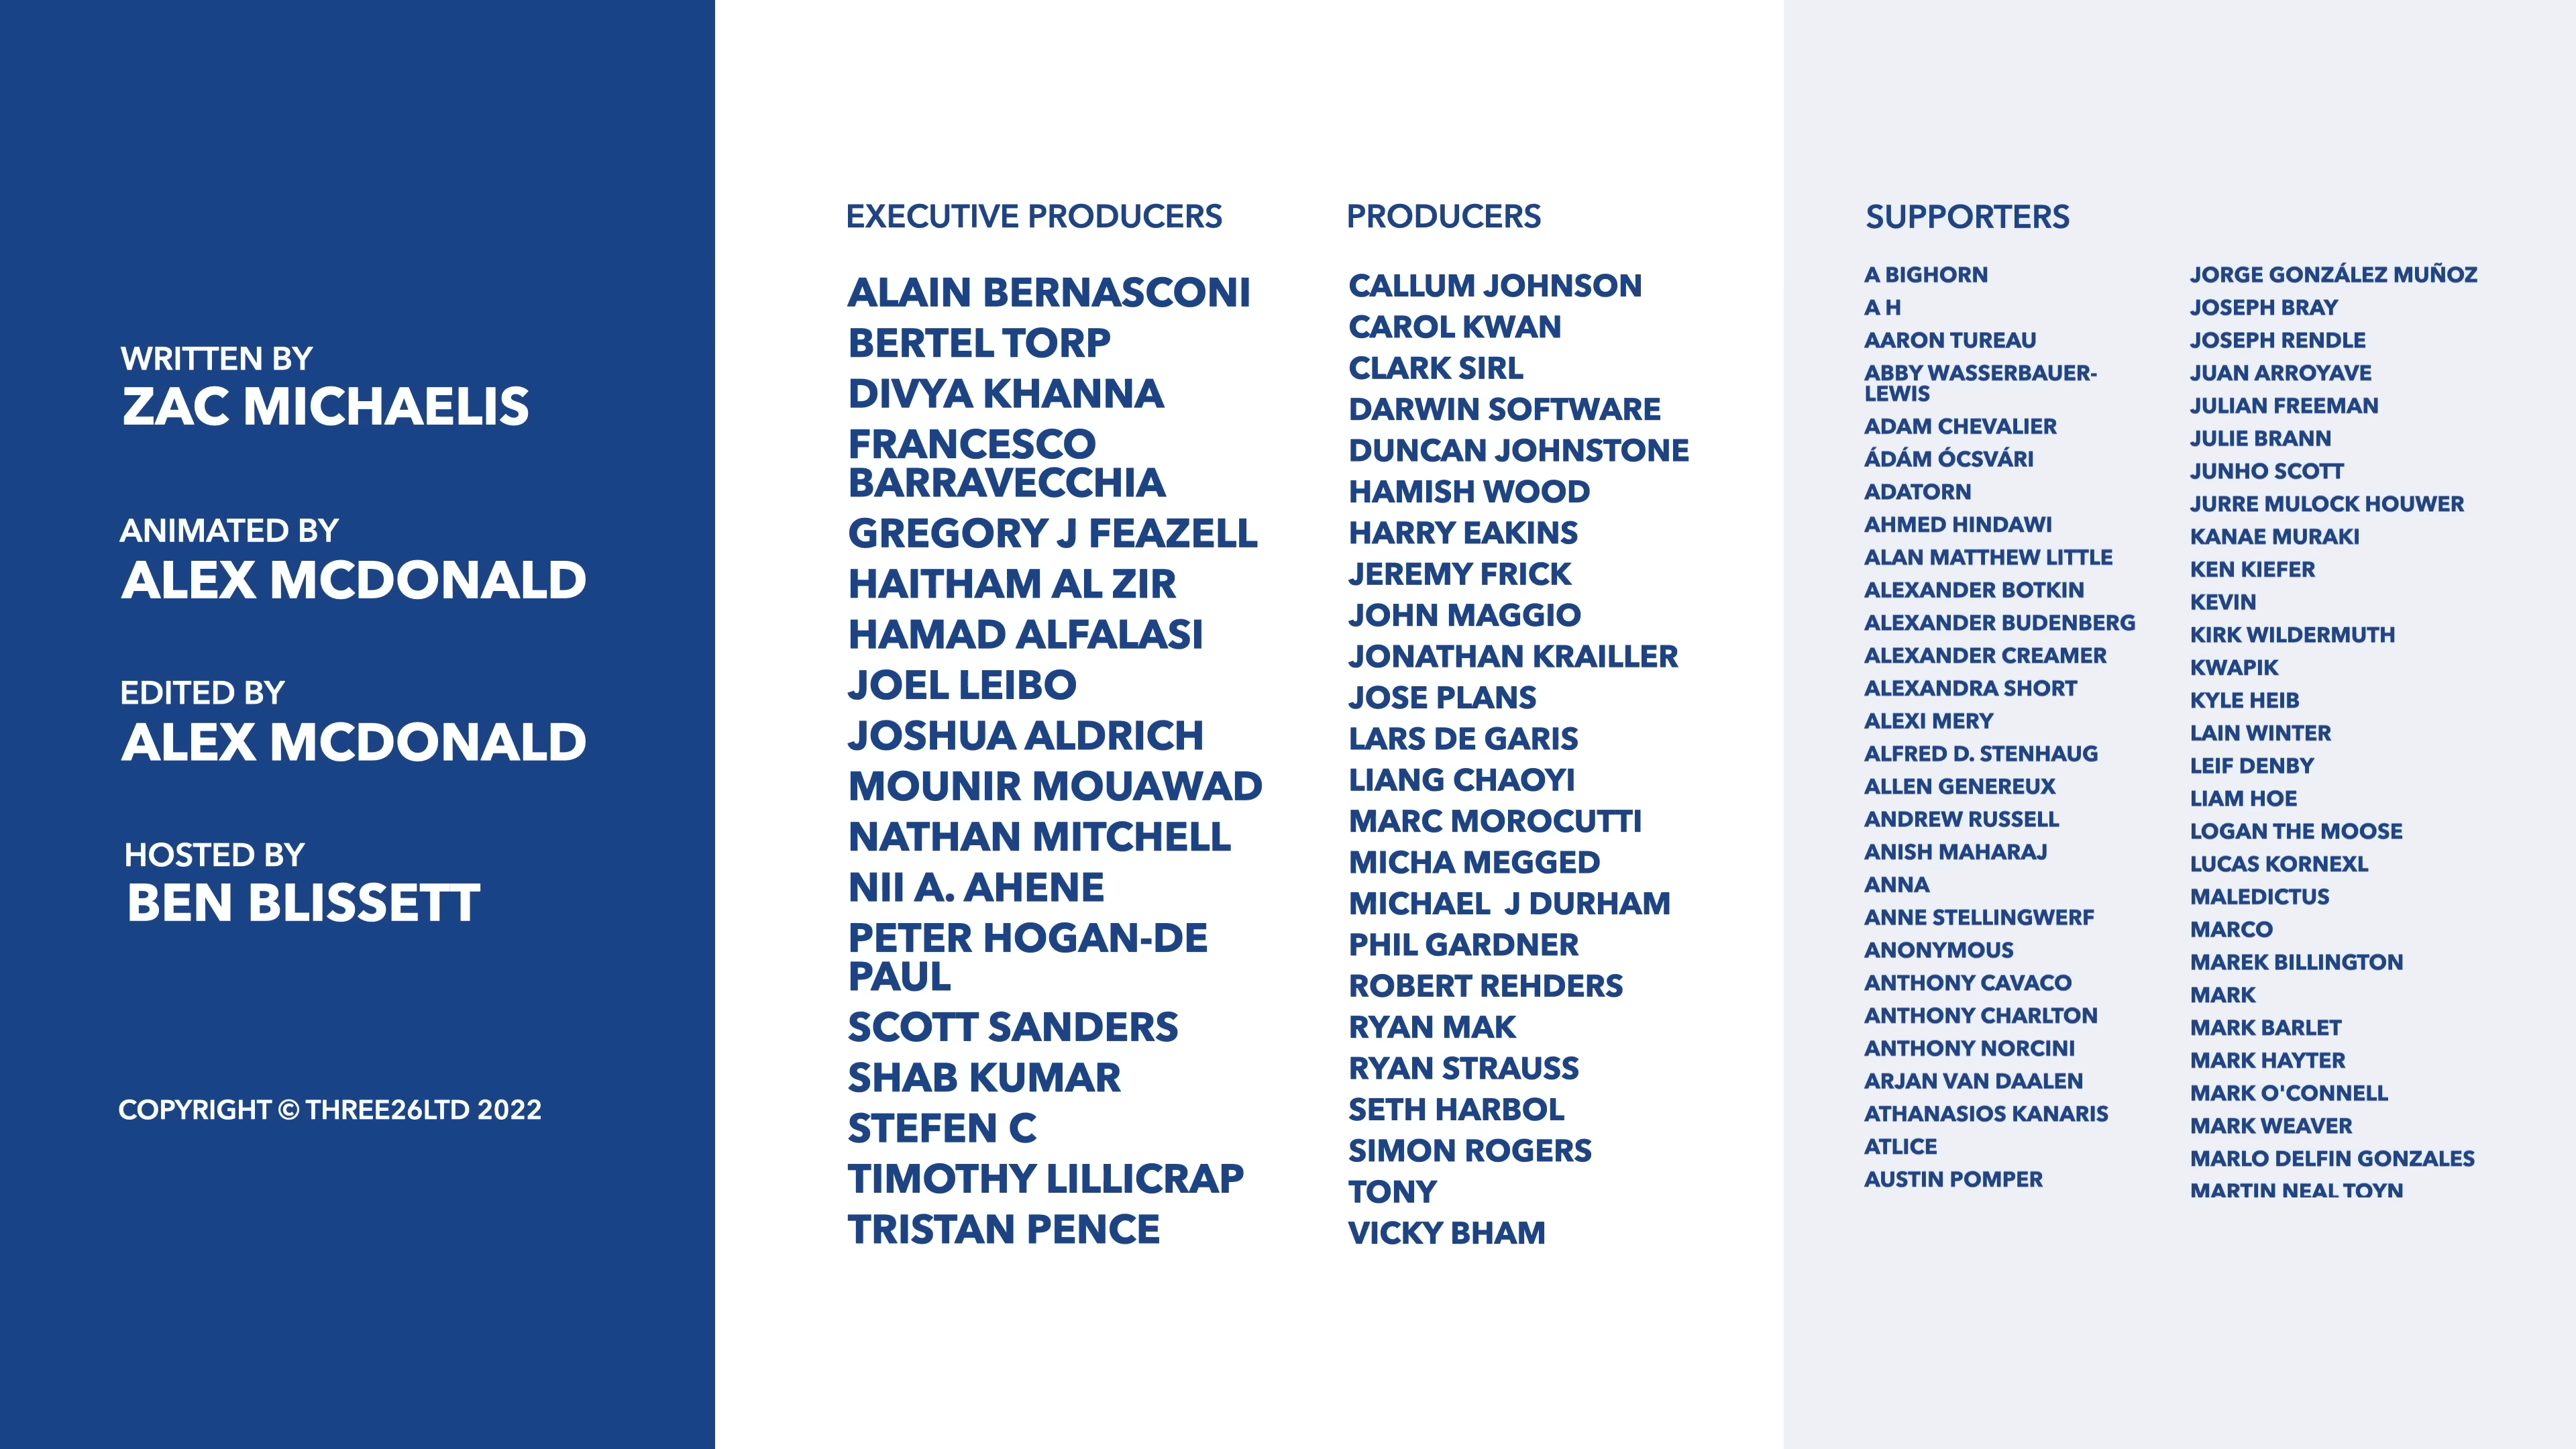 WRITTEN BY
ZAC MICHAELIS
ANIMATED BY
ALEX MCDONALD
EDITED BY
ALEX MCDONALD
HOSTED BY
BEN BLISSETT
COPYRIGHT © THREE26LTD 2022
EXECUTIVE PRODUCERS
ALAIN BERNASCONI
BERTEL TORP
DIVYA KHANNA
FRANCESCO
BARRAVECCHIA
GREGORY J FEAZELL
HAITHAM AL ZIR
HAMAD ALFALASI
JOEL LEIBO
JOSHUA ALDRICH
MOUNIR MOUAWAD
NATHAN MITCHELL
NII A. AHENE
PETER HOGAN-DE
PAUL
SCOTT SANDERS
SHAB KUMAR
STEFEN C
TIMOTHY LILLICRAP
TRISTAN PENCE
PRODUCERS
CALLUM JOHNSON
CAROL KWAN
CLARK SIRL
DARWIN SOFTWARE
DUNCAN JOHNSTONE
HAMISH WOOD
HARRY EAKINS
JEREMY FRICK
JOHN MAGGIO
JONATHAN KRAILLER
JOSE PLANS
LARS DE GARIS
LIANG CHAOYI
MARC MOROCUTTI
MICHA MEGGED
MICHAEL  J DURHAM
PHIL GARDNER
ROBERT REHDERS
RYAN MAK
RYAN STRAUSS
SETH HARBOL
SIMON ROGERS
TONY
VICKY BHAM
SUPPORTERS
A BIGHORN
A H
AARON TUREAU
ABBY WASSERBAUER-
LEWIS
ADAM CHEVALIER
ÁDÁM ÓCSVÁRI
ADATORN
AHMED HINDAWI
ALAN MATTHEW LITTLE
ALEXANDER BOTKIN
ALEXANDER BUDENBERG
ALEXANDER CREAMER
ALEXANDRA SHORT
ALEXI MERY
ALFRED D. STENHAUG
ALLEN GENEREUX
ANDREW RUSSELL
ANISH MAHARAJ
ANNA
ANNE STELLINGWERF
ANONYMOUS
ANTHONY CAVACO
ANTHONY CHARLTON
ANTHONY NORCINI
ARJAN VAN DAALEN
ATHANASIOS KANARIS
ATLICE
AUSTIN POMPER
JORGE GONZÁLEZ MUÑOZ
JOSEPH BRAY
JOSEPH RENDLE
JUAN ARROYAVE
JULIAN FREEMAN
JULIE BRANN
JUNHO SCOTT
JURRE MULOCK HOUWER
KANAE MURAKI
KEN KIEFER
KEVIN
KIRK WILDERMUTH
KWAPIK
KYLE HEIB
LAIN WINTER
LEIF DENBY
LIAM HOE
LOGAN THE MOOSE
LUCAS KORNEXL
MALEDICTUS
MARCO
MAREK BILLINGTON
MARK
MARK BARLET
MARK HAYTER
MARK O'CONNELL
MARK WEAVER
MARLO DELFIN GONZALES
MARTIN NEAL TOYN